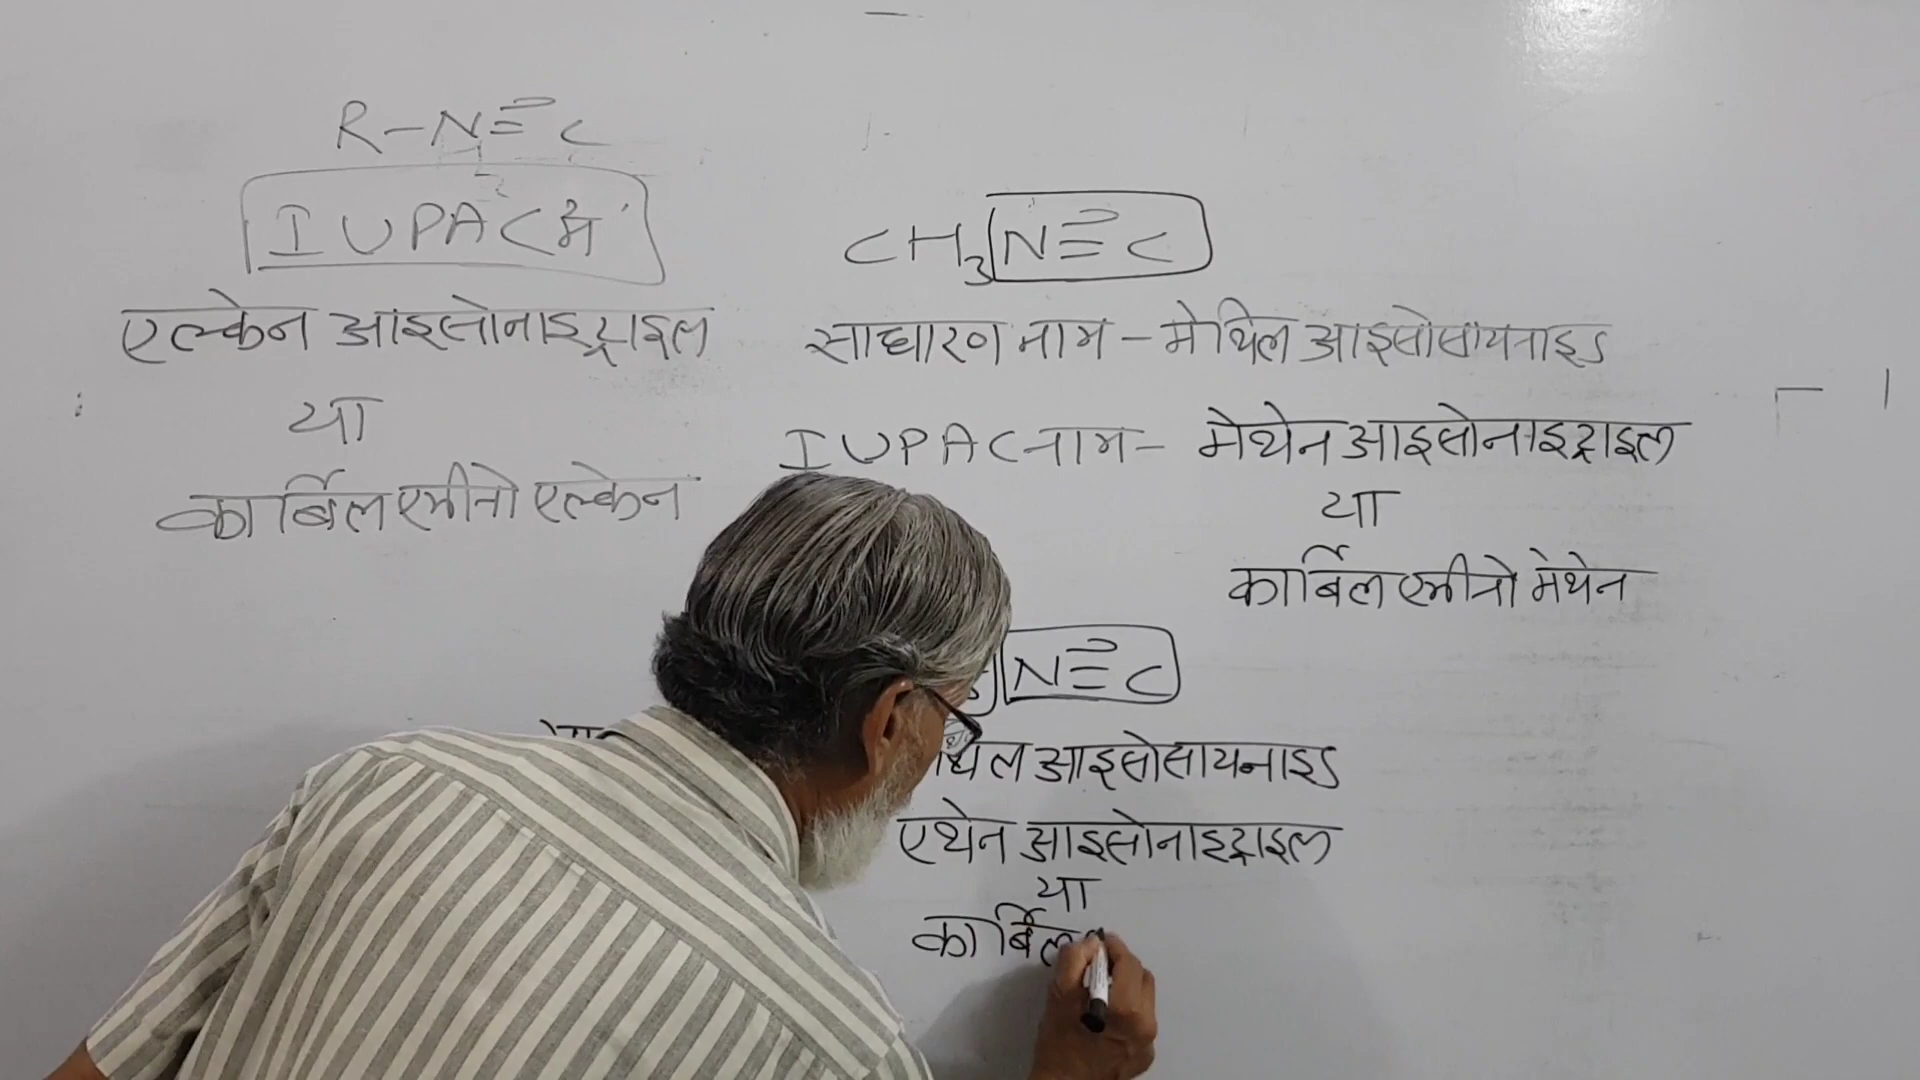 R-N≡C
IUPAC में
एल्केन आइसोनाइट्राइल
या
कार्बिल एमीनो एल्केन
CH3 N≡C
साधारण नाम - मेथिल आइसोसायनाइड
IUPAC नाम - मेथेन आइसोनाइट्राइल
या
कार्बिल एमीनो मेथेन
N≡C
थिल आइसोसायनाइड
एथेन आइसोनाइट्राइल
या
कार्बिल